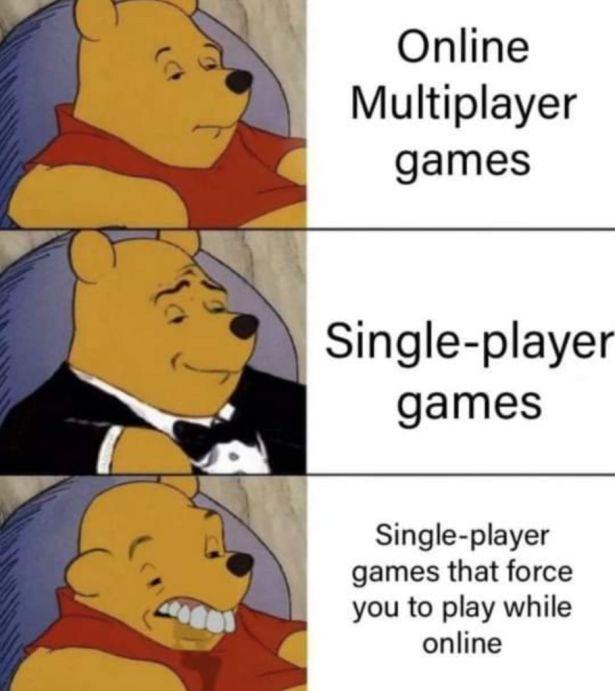 Online
Multiplayer
games
Single-player
games
Single-player
games that force
you to play while
online